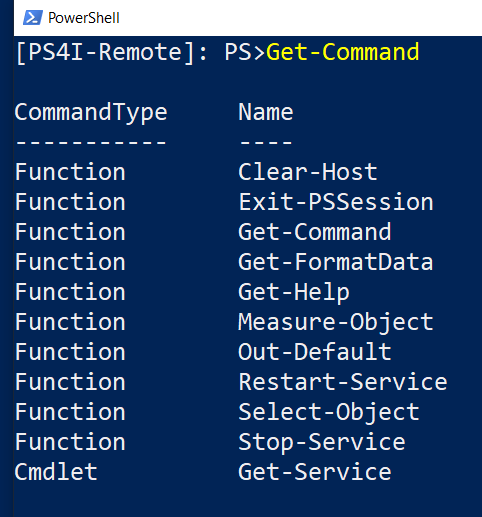 PowerShell
[PS4I-Remote]: PS>Get-Command
CommandType Name
----------- ----
Function Clear-Host
Function Exit-PSSession
Function Get-Command
Function Get-FormatData
Function Get-Help
Function Measure-Object
Function Out-Default
Function Restart-Service
Function Select-Object
Function Stop-Service
Cmdlet Get-Service